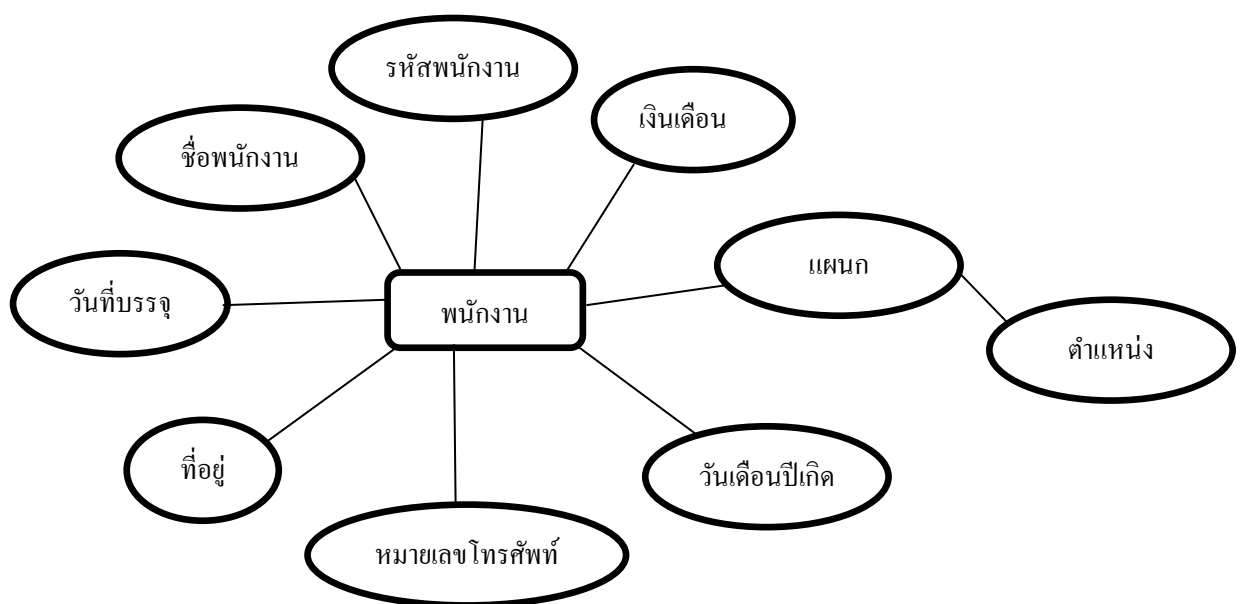 รหัสพนักงาน
เงินเดือน
ชื่อพนักงาน
แผนก
วันที่บรรจุ
พนักงาน
ตำแหน่ง
ที่อยู่
วันเดือนปีเกิด
หมายเลขโทรศัพท์